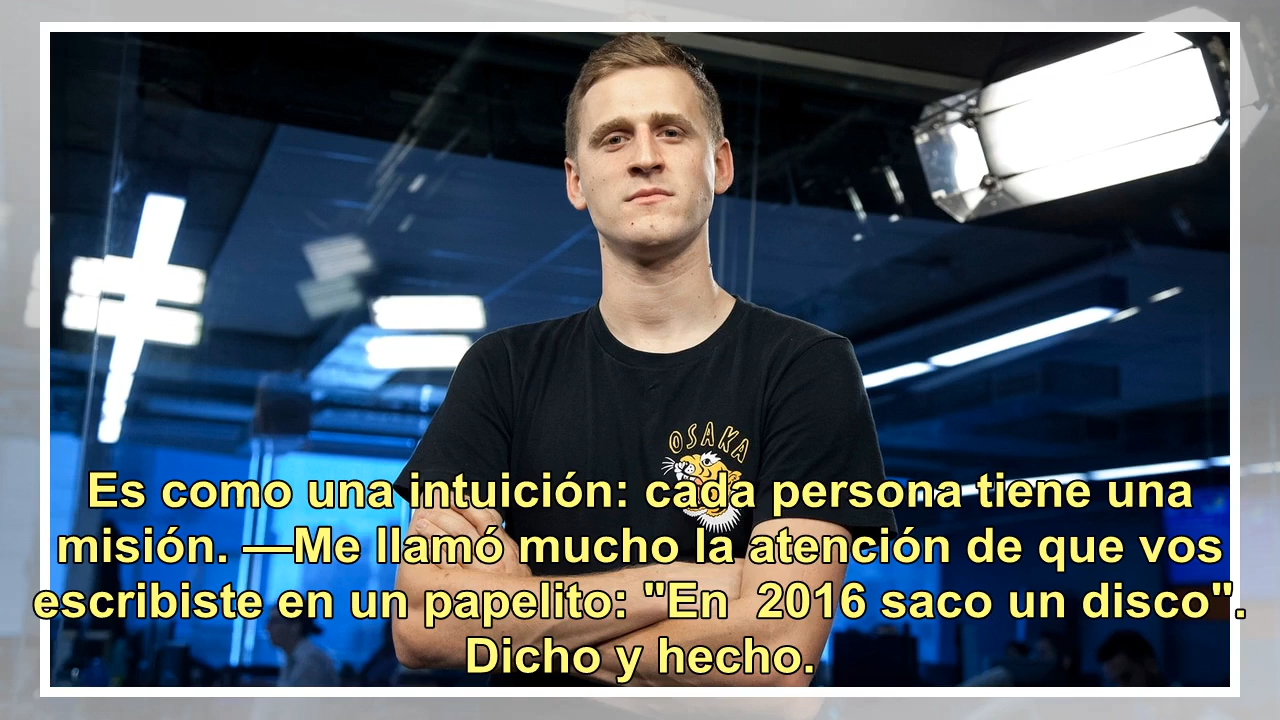 OSAKA
Es como una intuición: cada persona tiene una
misión. —Me llamó mucho la atención de que vos
escribiste en un papelito: "En  2016 saco un disco".
Dicho y hecho.